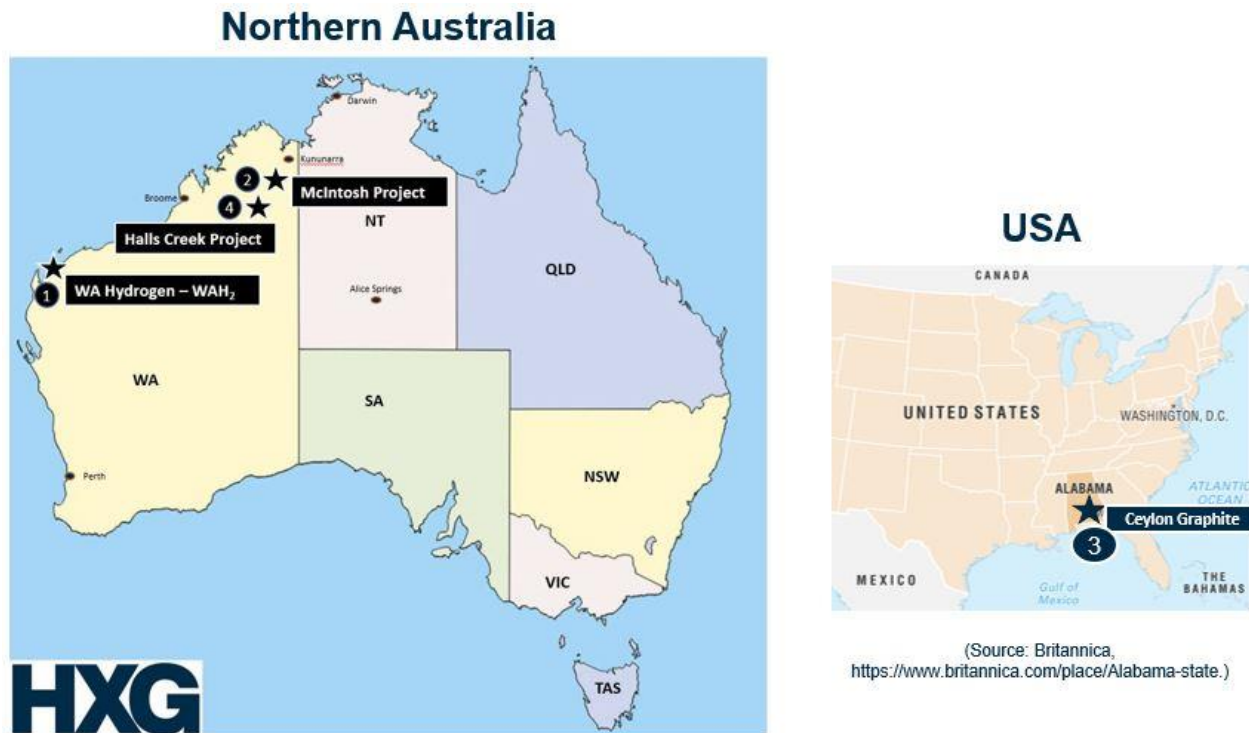 Northern Australia
Darwin
Kununurra
2
McIntosh Project
Broome
4
Halls Creek Project
NT
QLD
1
WA Hydrogen – WAH₂
Alice Springs
WA
SA
Perth
NSW
VIC
TAS
HXG
USA
CANADA
UNITED STATES
WASHINGTON, D.C.
ALABAMA
ATLANTIC
OCEAN
Ceylon Graphite
3
MEXICO
Gulf of
Mexico
THE
BAHAMAS
(Source: Britannica,
https://www.britannica.com/place/Alabama-state.)